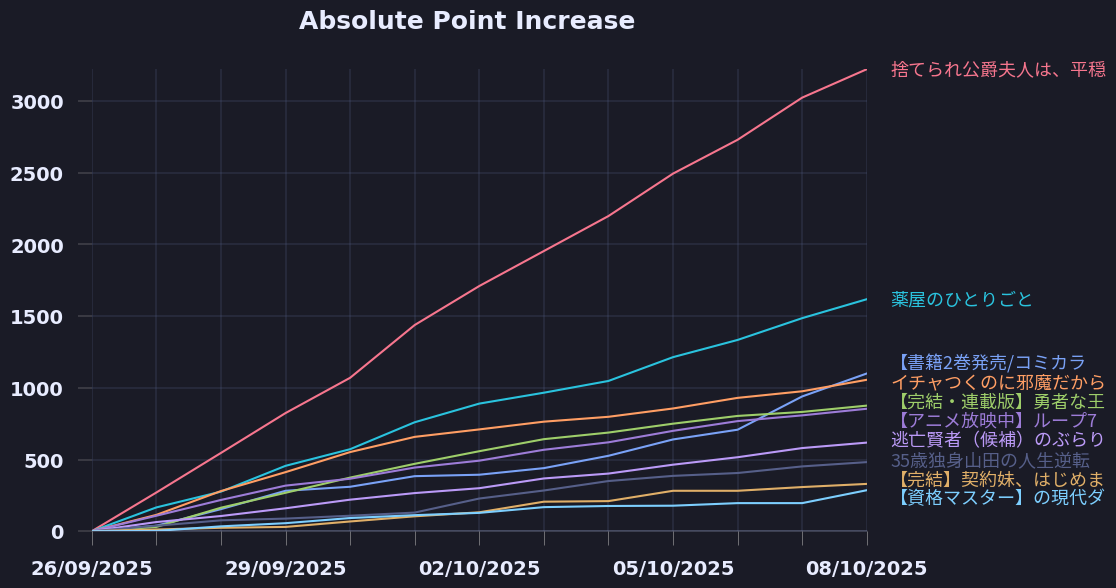 Absolute Point Increase
3000
2500
2000
1500
1000
500
0
26/09/2025
29/09/2025
02/10/2025
05/10/2025
08/10/2025
捨てられ公爵夫人は、平穏
薬屋のひとりごと
【書籍2巻発売/コミカラ
イチャつくのに邪魔だから
【完結・連載版】勇者な王
【アニメ放映中】ループ7
逃亡賢者（候補）のぶらり
35歳独身山田の人生逆転
【完結】契約妹、はじめま
【資格マスター】の現代ダ